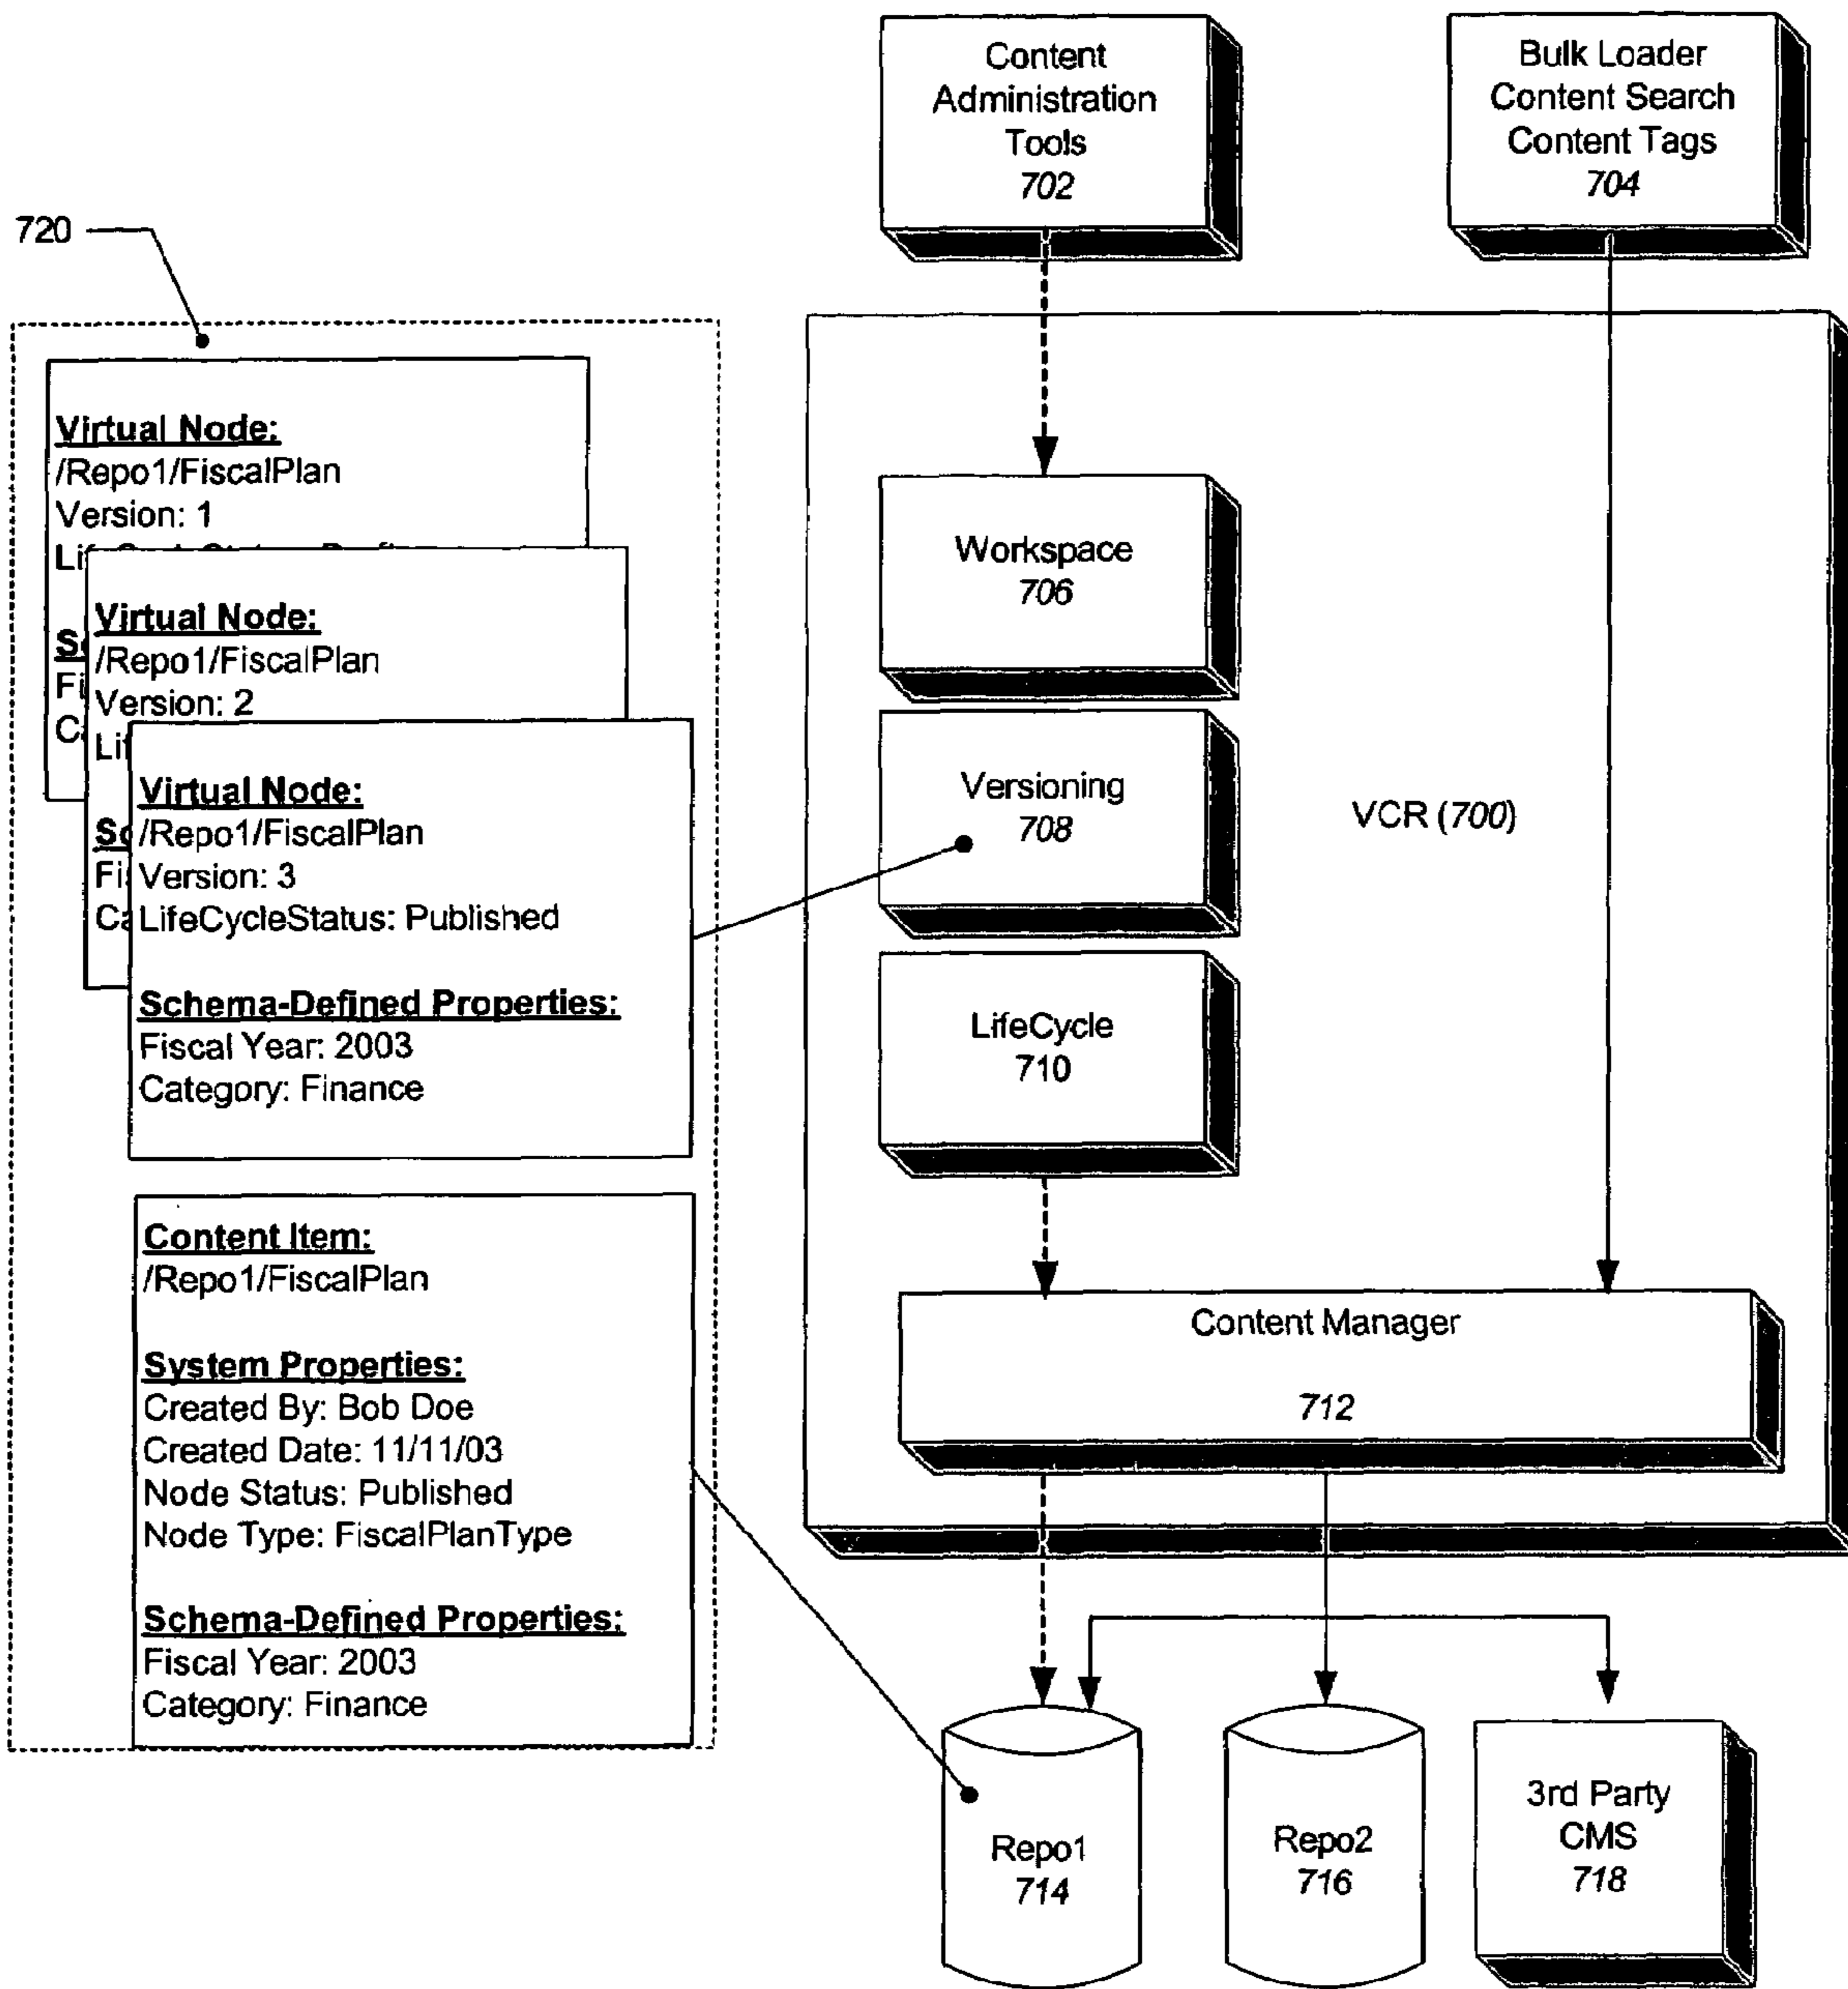 Content
Administration
Tools
702
Bulk Loader
Content Search
Content Tags
704
720
Virtual Node:
/Repo1/FiscalPlan
Version: 1
Virtual Node:
/Repo1/FiscalPlan
Version: 2
Virtual Node:
/Repo1/FiscalPlan
Version: 3
LifeCycleStatus: Published
Schema-Defined Properties:
Fiscal Year: 2003
Category: Finance
Content Item:
/Repo1/FiscalPlan
System Properties:
Created By: Bob Doe
Created Date: 11/11/03
Node Status: Published
Node Type: FiscalPlanType
Schema-Defined Properties:
Fiscal Year: 2003
Category: Finance
Workspace
706
Versioning
708
VCR (700)
LifeCycle
710
Content Manager
712
Repo1
714
Repo2
716
3rd Party
CMS
718